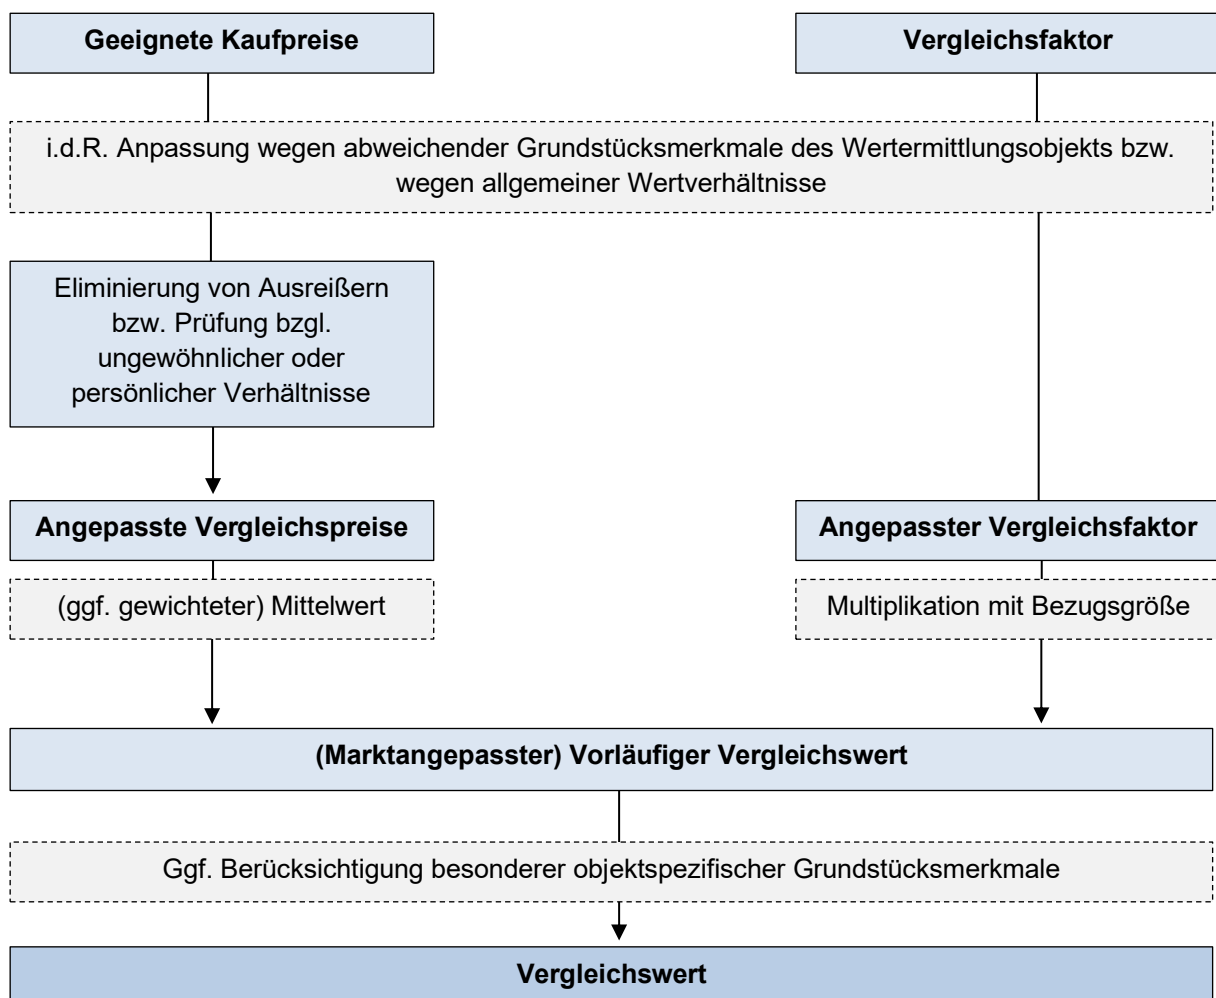 Geeignete Kaufpreise
Vergleichsfaktor
i.d.R. Anpassung wegen abweichender Grundstücksmerkmale des Wertermittlungsobjekts bzw.
wegen allgemeiner Wertverhältnisse
Eliminierung von Ausreißern
bzw. Prüfung bzgl.
ungewöhnlicher oder
persönlicher Verhältnisse
Angepasste Vergleichspreise
Angepasster Vergleichsfaktor
(ggf. gewichteter) Mittelwert
Multiplikation mit Bezugsgröße
(Marktangepasster) Vorläufiger Vergleichswert
Ggf. Berücksichtigung besonderer objektspezifischer Grundstücksmerkmale
Vergleichswert